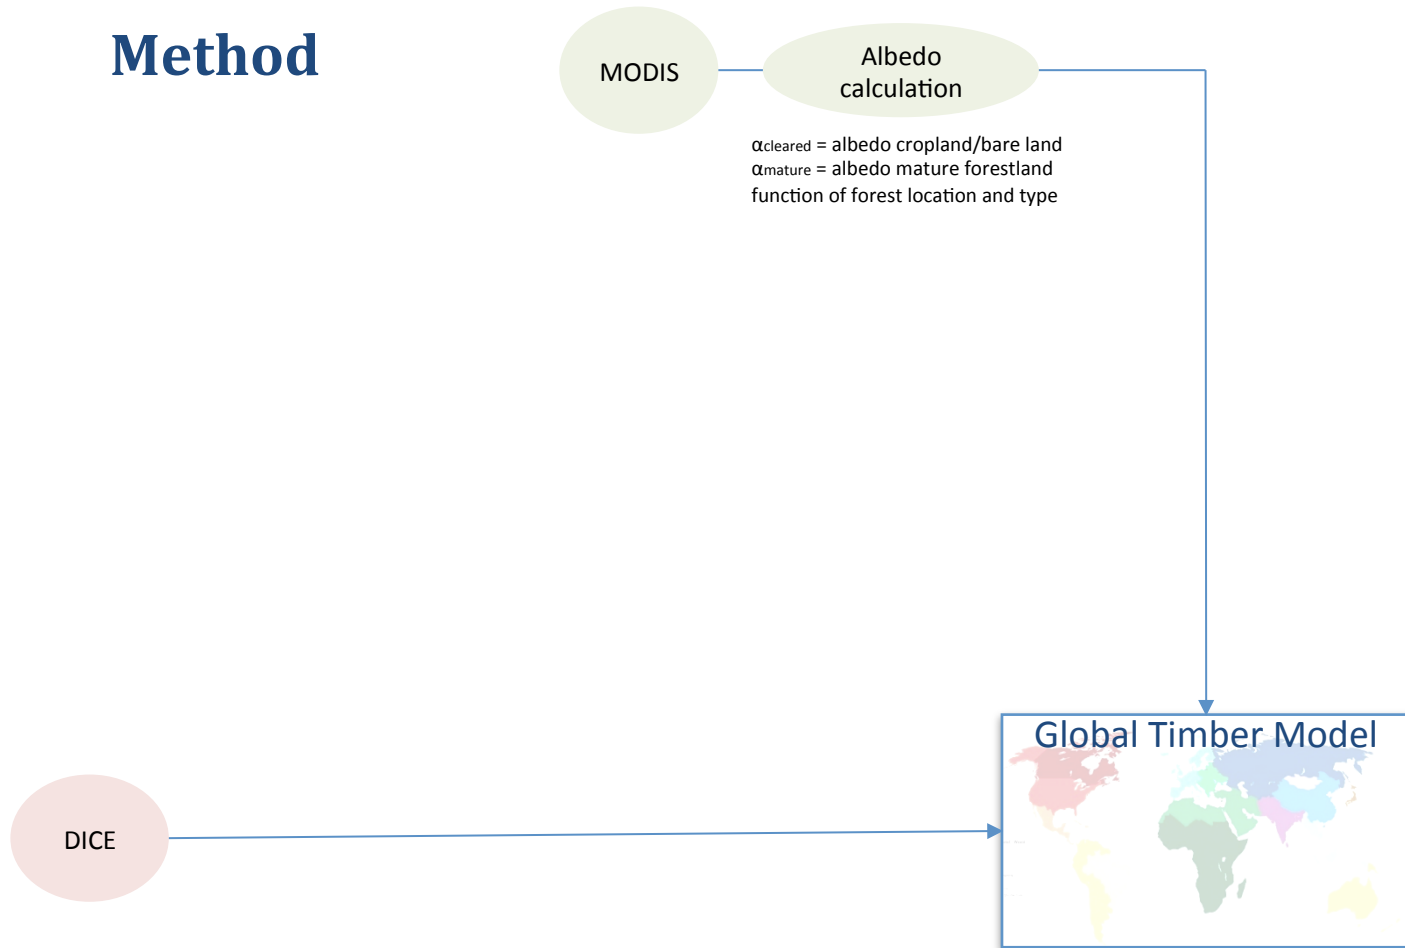 Method
MODIS
Albedo
calculation
αcleared = albedo cropland/bare land
αmature = albedo mature forestland
function of forest location and type
Global Timber Model
DICE